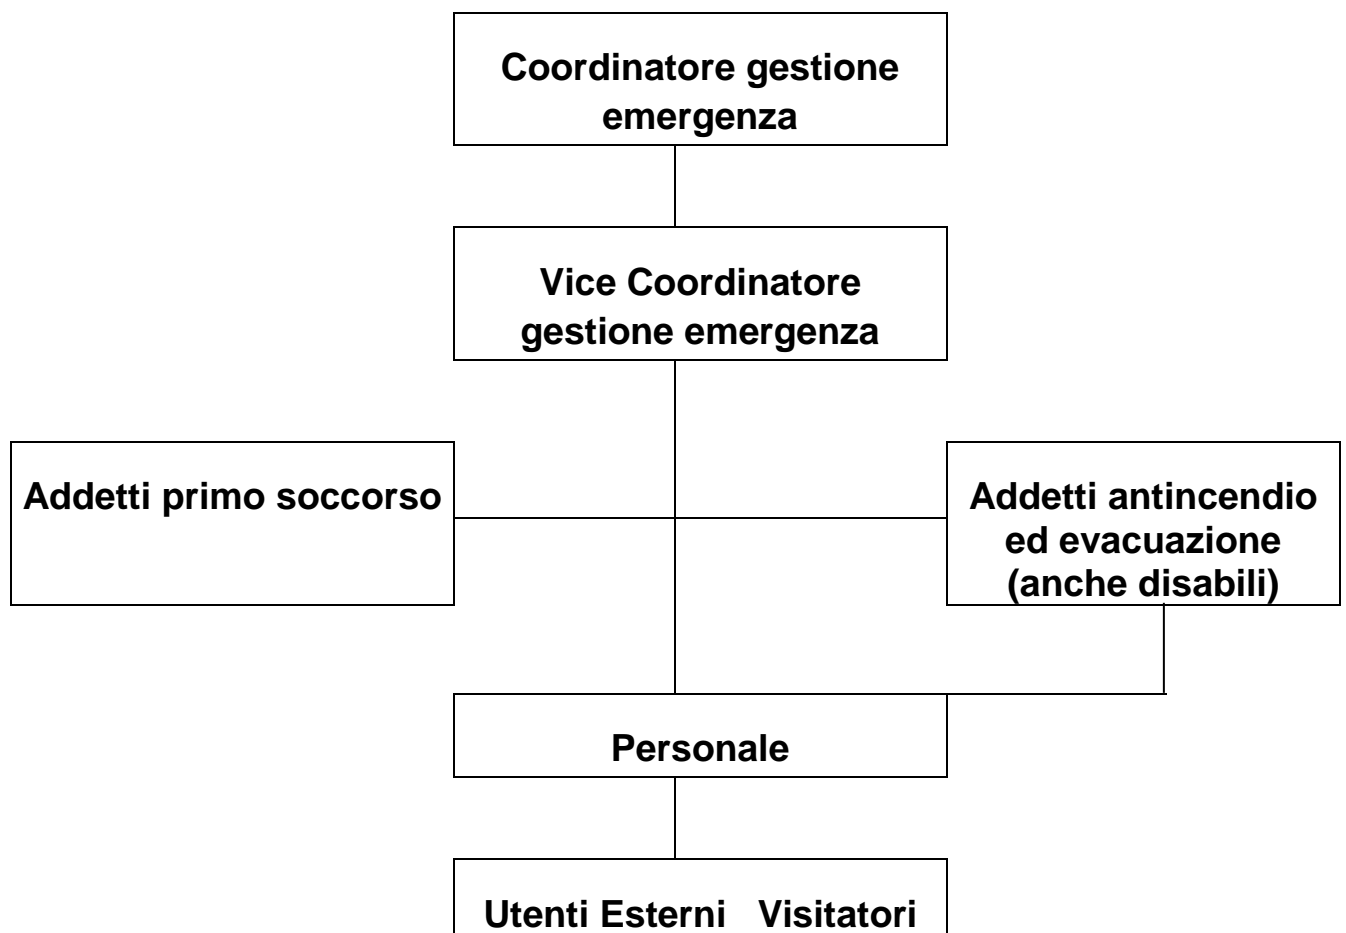 Coordinatore gestione
emergenza
Vice Coordinatore
gestione emergenza
Addetti primo soccorso
Addetti antincendio
ed evacuazione
(anche disabili)
Personale
Utenti Esterni Visitatori